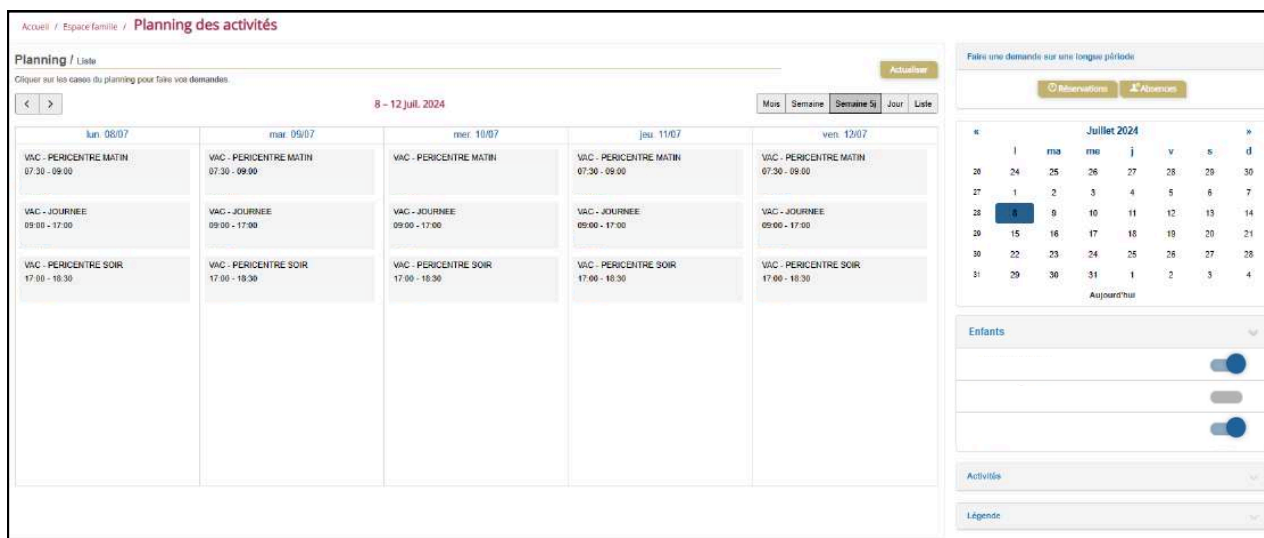 Accueil / Espace famille / Planning des activités
Planning / Liste
Actualiser
Cliquer sur les cases du planning pour faire vos demandes.
< >
8 – 12 juil. 2024
Mois Semaine Semaine 5j Jour Liste
lun. 08/07 mar. 09/07 mer. 10/07 jeu. 11/07 ven. 12/07
VAC - PERICENTRE MATIN VAC - PERICENTRE MATIN VAC - PERICENTRE MATIN VAC - PERICENTRE MATIN VAC - PERICENTRE MATIN
07:30 - 09:00 07:30 - 09:00 07:30 - 09:00 07:30 - 09:00
VAC - JOURNEE VAC - JOURNEE VAC - JOURNEE VAC - JOURNEE VAC - JOURNEE
09:00 - 17:00 09:00 - 17:00 09:00 - 17:00 09:00 - 17:00 09:00 - 17:00
VAC - PERICENTRE SOIR VAC - PERICENTRE SOIR VAC - PERICENTRE SOIR VAC - PERICENTRE SOIR VAC - PERICENTRE SOIR
17:00 - 18:30 17:00 - 18:30 17:00 - 18:30 17:00 - 18:30 17:00 - 18:30
Faire une demande sur une longue période
Réservations Absences
« Juillet 2024 »
l ma me j v s d
26 24 25 26 27 28 29 30
27 1 2 3 4 5 6 7
28 8 9 10 11 12 13 14
29 15 16 17 18 19 20 21
30 22 23 24 25 26 27 28
31 29 30 31 1 2 3 4
Aujourd'hui
Enfants
Activités
Légende